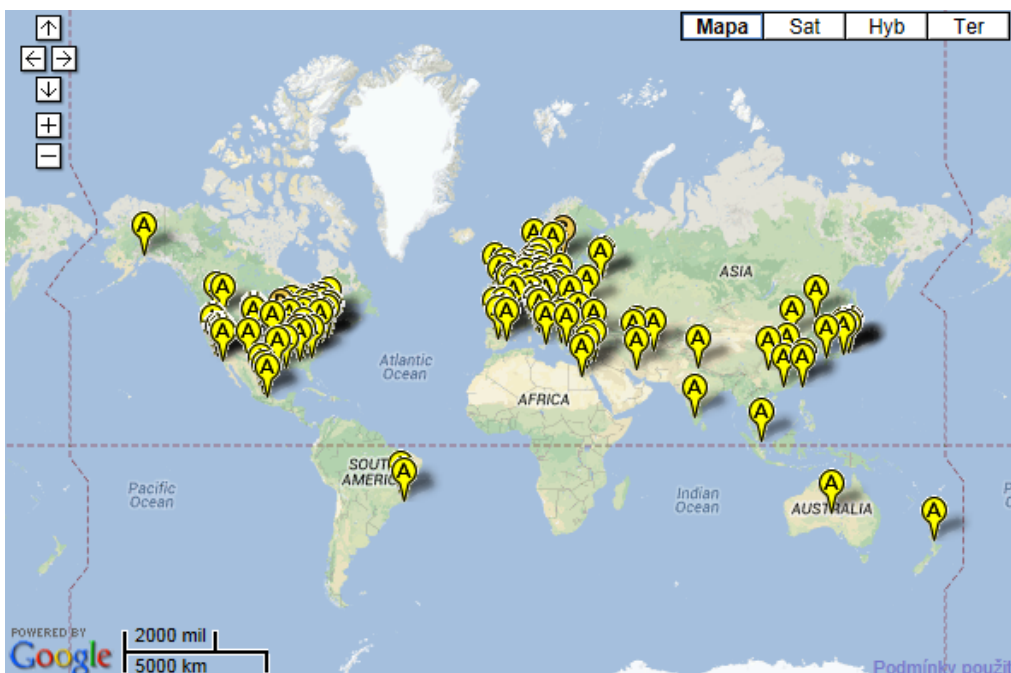 Mapa Sat Hyb Ter
ASIA
Atlantic
Ocean
AFRICA
SOUTH
AMERICA
Pacific
Ocean
Indian
Ocean
AUSTRALIA
POWERED BY
Google
2000 mil
5000 km
Podmínky použit